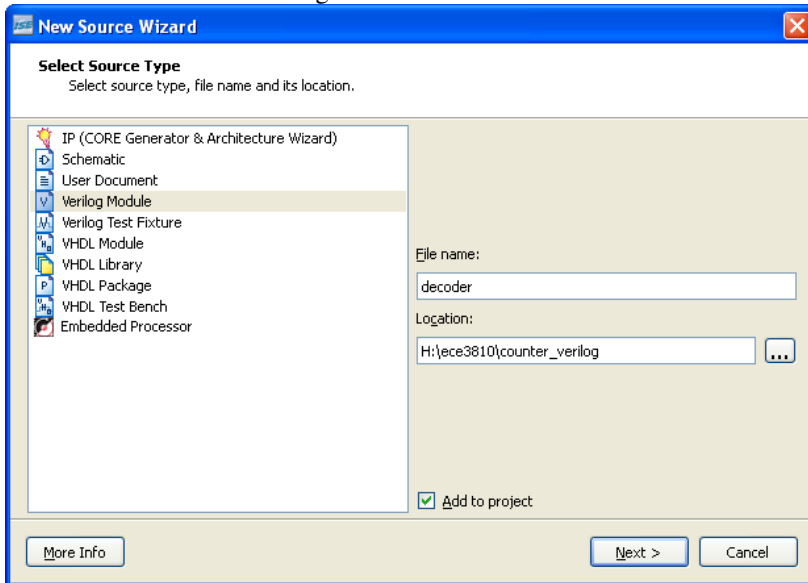 ISE New Source Wizard
Select Source Type
Select source type, file name and its location.
IP (CORE Generator & Architecture Wizard)
Schematic
User Document
Verilog Module
Verilog Test Fixture
VHDL Module
VHDL Library
VHDL Package
VHDL Test Bench
Embedded Processor
File name:
decoder
Location:
H:\ece3810\counter_verilog
...
Add to project
More Info
Next >
Cancel